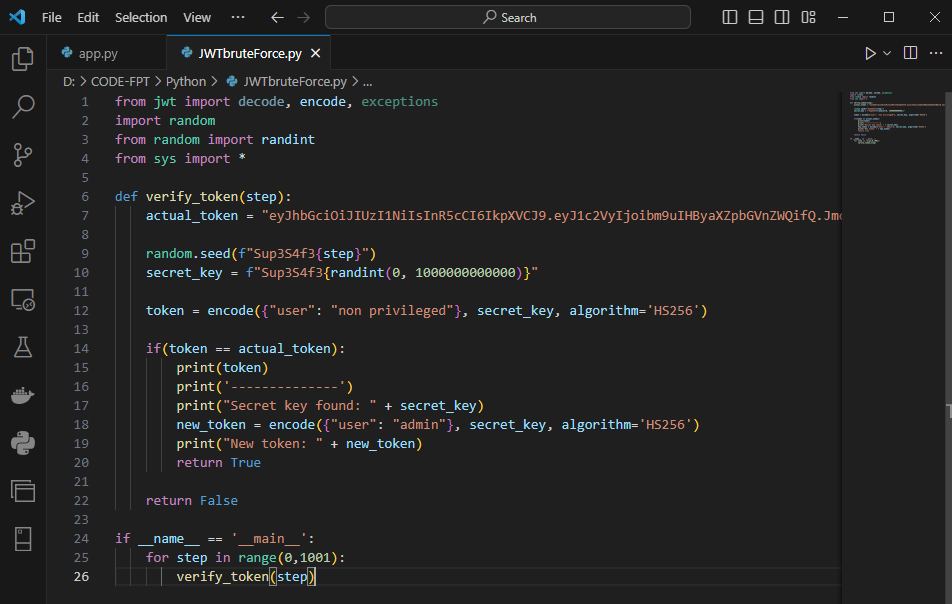 File Edit Selection View ··· Search
app.py JWTbruteForce.py
D: > CODE-FPT > Python > JWTbruteForce.py > ...
1 from jwt import decode, encode, exceptions
2 import random
3 from random import randint
4 from sys import *
5
6 def verify_token(step):
7 actual_token = "eyJhbGciOiJIUzI1NiIsInR5cCI6IkpXVCJ9.eyJ1c2VyIjoibm9uIHByaXZpbGVnZWQifQ.Jmo
8
9 random.seed(f"Sup3S4f3{step}")
10 secret_key = f"Sup3S4f3{randint(0, 1000000000000)}"
11
12 token = encode({"user": "non privileged"}, secret_key, algorithm='HS256')
13
14 if(token == actual_token):
15 print(token)
16 print('--------------')
17 print("Secret key found: " + secret_key)
18 new_token = encode({"user": "admin"}, secret_key, algorithm='HS256')
19 print("New token: " + new_token)
20 return True
21
22 return False
23
24 if __name__ == '__main__':
25 for step in range(0,1001):
26 verify_token(step)